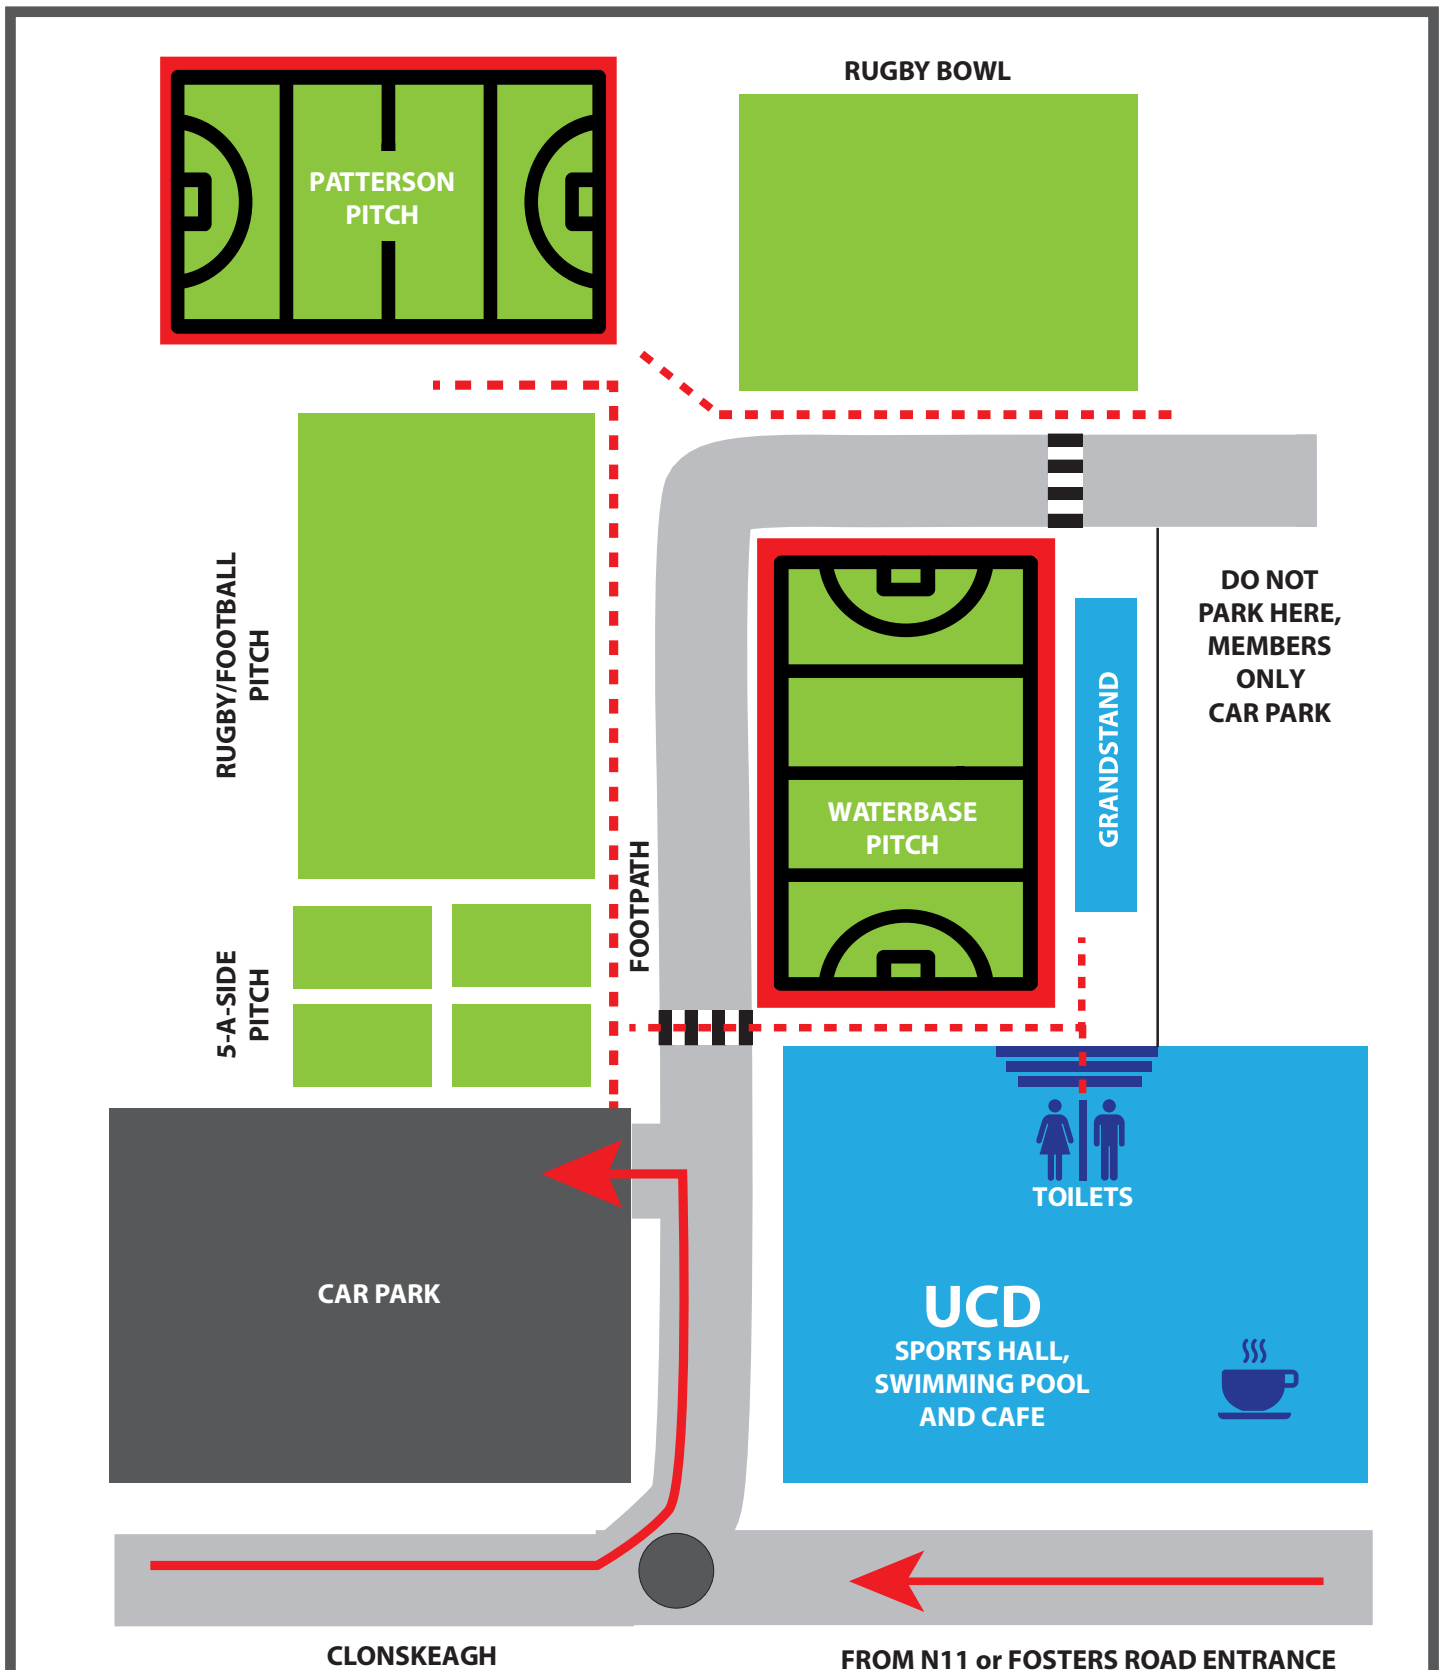 RUGBY BOWL
PATTERSON
PITCH
DO NOT
PARK HERE,
MEMBERS
ONLY
CAR PARK
RUGBY/FOOTBALL
PITCH
GRANDSTAND
WATERBASE
PITCH
FOOTPATH
5-A-SIDE
PITCH
TOILETS
CAR PARK
UCD
SPORTS HALL,
SWIMMING POOL
AND CAFE
CLONSKEAGH
FROM N11 or FOSTERS ROAD ENTRANCE